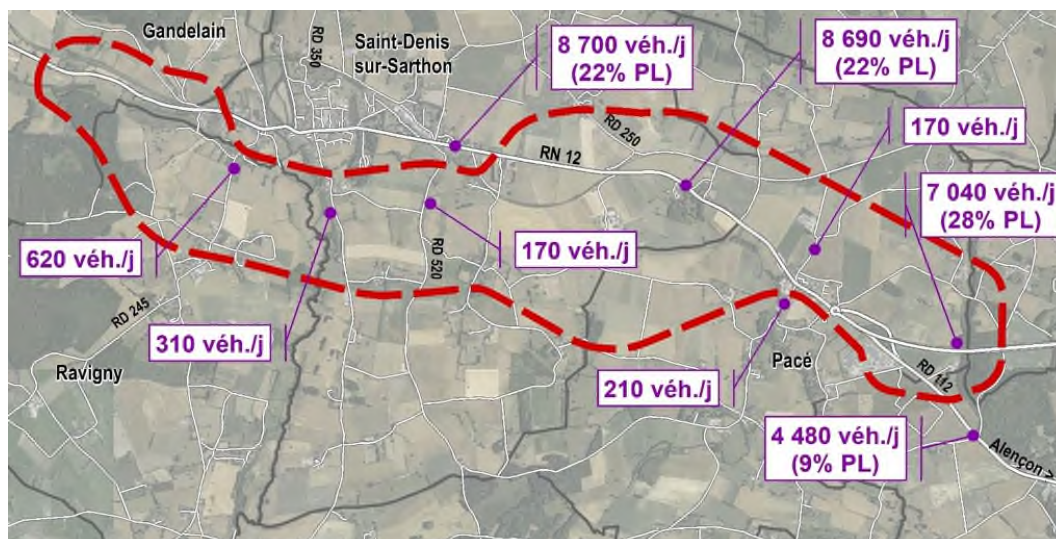 Gandelain
RD 350
Saint-Denis
sur-Sarthon
8 700 véh./j
(22% PL)
8 690 véh./j
(22% PL)
RD 250
170 véh./j
RN 12
7 040 véh./j
(28% PL)
620 véh./j
RD 520
170 véh./j
RD 245
310 véh./j
Ravigny
210 véh./j
Pacé
RD 112
4 480 véh./j
(9% PL)
Alençon >